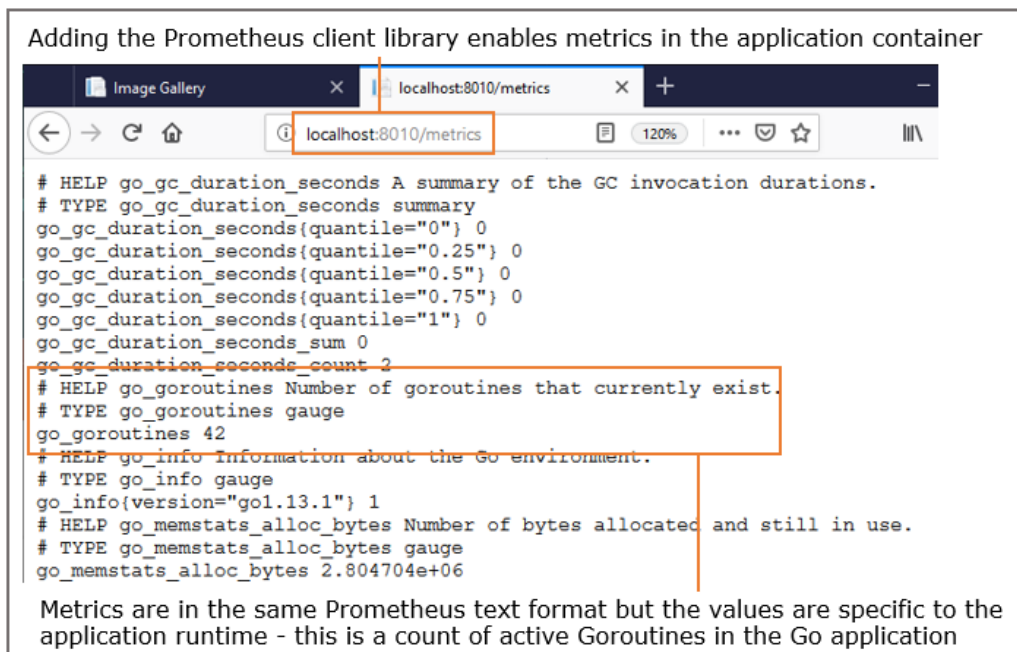 Adding the Prometheus client library enables metrics in the application container
Image Gallery
localhost:8010/metrics
localhost:8010/metrics
120%
# HELP go_gc_duration_seconds A summary of the GC invocation durations.
# TYPE go_gc_duration_seconds summary
go_gc_duration_seconds{quantile="0"} 0
go_gc_duration_seconds{quantile="0.25"} 0
go_gc_duration_seconds{quantile="0.5"} 0
go_gc_duration_seconds{quantile="0.75"} 0
go_gc_duration_seconds{quantile="1"} 0
go_gc_duration_seconds_sum 0
go_gc_duration_seconds_count 2
# HELP go_goroutines Number of goroutines that currently exist.
# TYPE go_goroutines gauge
go_goroutines 42
# HELP go_info Information about the Go environment.
# TYPE go_info gauge
go_info{version="go1.13.1"} 1
# HELP go_memstats_alloc_bytes Number of bytes allocated and still in use.
# TYPE go_memstats_alloc_bytes gauge
go_memstats_alloc_bytes 2.804704e+06
Metrics are in the same Prometheus text format but the values are specific to the
application runtime - this is a count of active Goroutines in the Go application